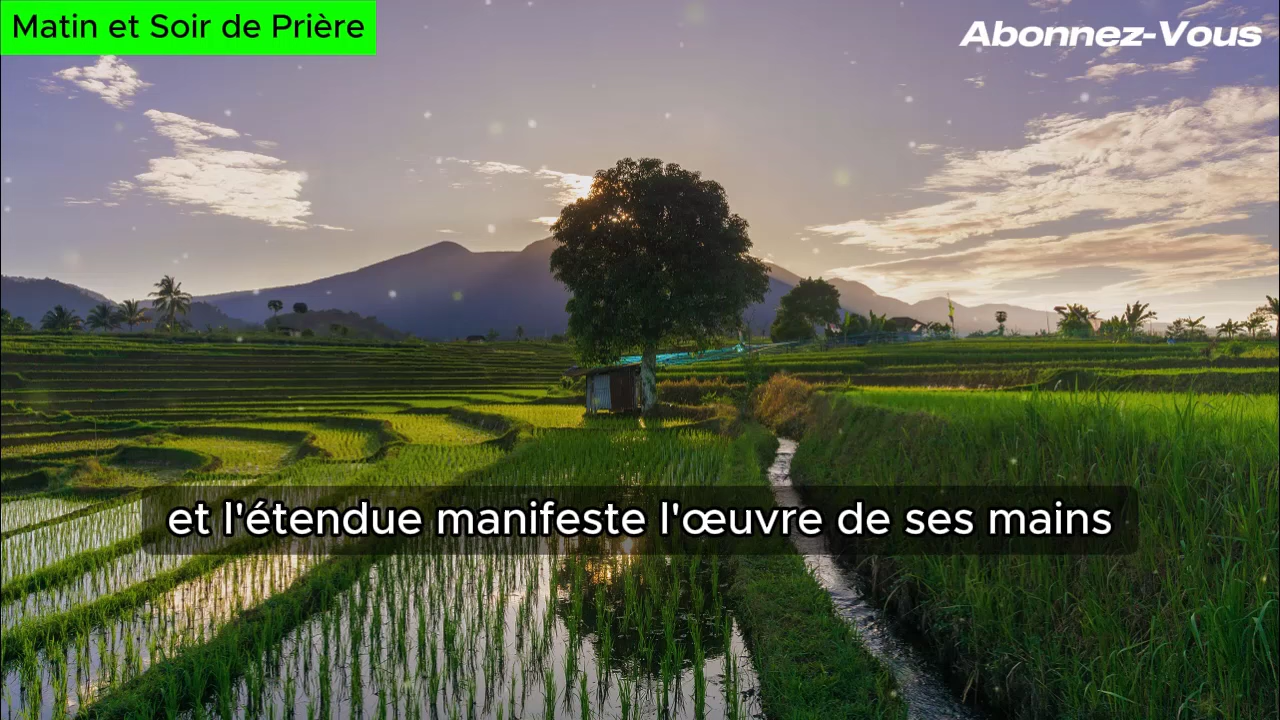 Matin et Soir de Prière
Abonnez-Vous
et l'étendue manifeste l'œuvre de ses mains